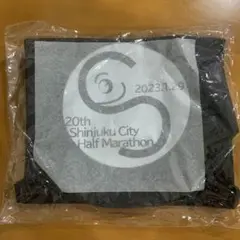 2023.1.29
20th
Shinjuku City
Half Marathon